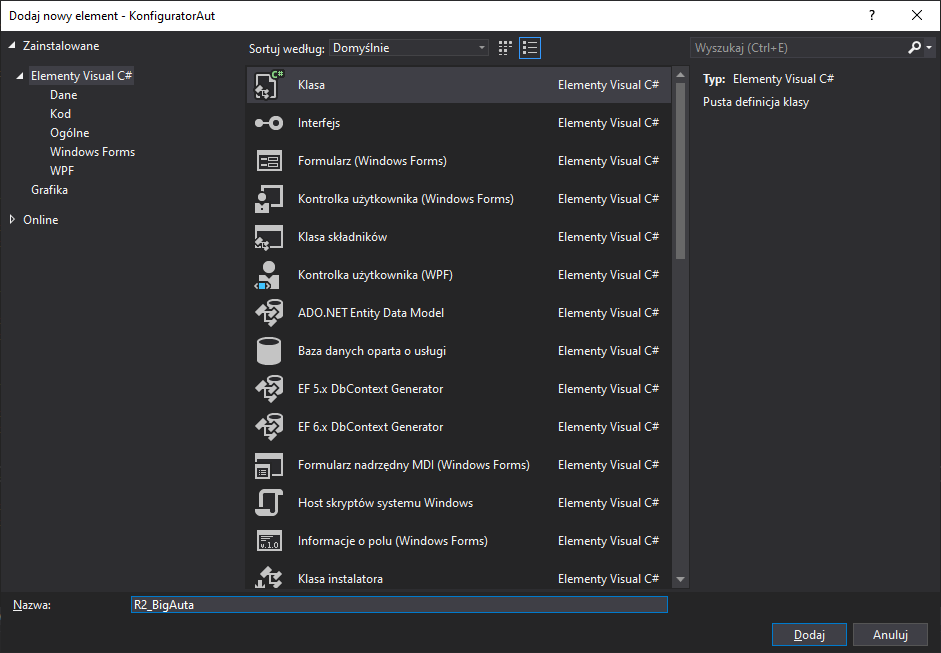 Dodaj nowy element - KonfiguratorAut
?
Zainstalowane
Elementy Visual C#
Dane
Kod
Ogólne
Windows Forms
WPF
Grafika
Online
Sortuj według: Domyślnie
Wyszukaj (Ctrl+E)
C#
Klasa Elementy Visual C#
Interfejs Elementy Visual C#
Formularz (Windows Forms) Elementy Visual C#
Kontrolka użytkownika (Windows Forms) Elementy Visual C#
Klasa składników Elementy Visual C#
Kontrolka użytkownika (WPF) Elementy Visual C#
ADO.NET Entity Data Model Elementy Visual C#
Baza danych oparta o usługi Elementy Visual C#
EF 5.x DbContext Generator Elementy Visual C#
EF 6.x DbContext Generator Elementy Visual C#
Formularz nadrzędny MDI (Windows Forms) Elementy Visual C#
Host skryptów systemu Windows Elementy Visual C#
v.1.0
Informacje o polu (Windows Forms) Elementy Visual C#
Klasa instalatora Elementy Visual C#
Typ: Elementy Visual C#
Pusta definicja klasy
Nazwa: R2_BigAuta
Dodaj Anuluj